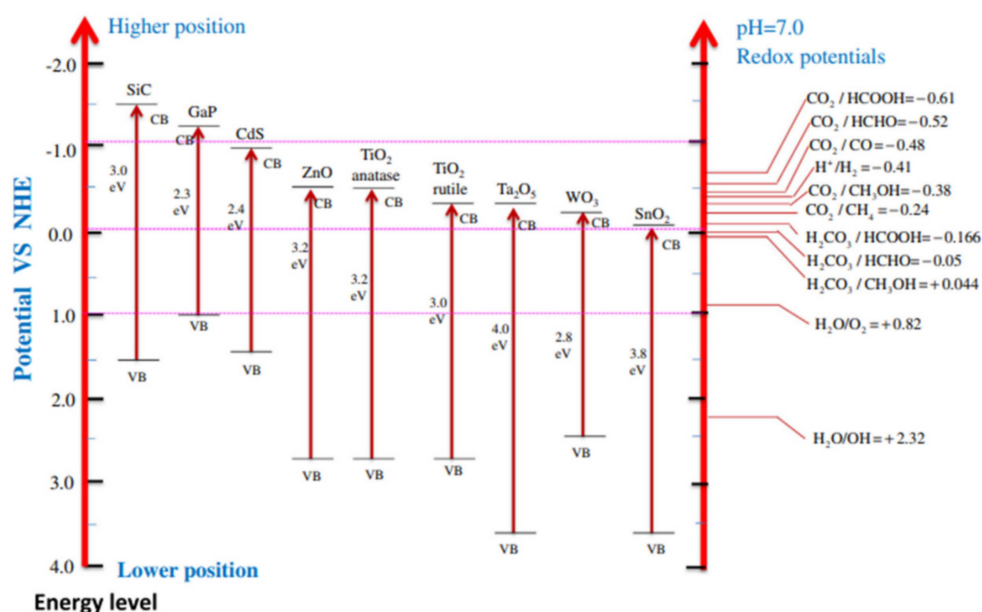 Higher position
pH=7.0
Redox potentials
Potential VS NHE
-2.0
-1.0
0.0
1.0
2.0
3.0
4.0
SiC
CB
3.0
eV
VB
GaP
CB
2.3
eV
VB
CdS
CB
2.4
eV
VB
ZnO
CB
3.2
eV
VB
TiO₂
anatase
CB
3.2
eV
VB
TiO₂
rutile
CB
3.0
eV
VB
Ta₂O₅
CB
4.0
eV
VB
WO₃
CB
2.8
eV
VB
SnO₂
CB
3.8
eV
VB
CO₂/HCOOH=−0.61
CO₂/HCHO=−0.52
CO₂/CO=−0.48
H⁺/H₂=−0.41
CO₂/CH₃OH=−0.38
CO₂/CH₄=−0.24
H₂CO₃/HCOOH=−0.166
H₂CO₃/HCHO=−0.05
H₂CO₃/CH₃OH=+0.044
H₂O/O₂=+0.82
H₂O/OH=+2.32
Lower position
Energy level